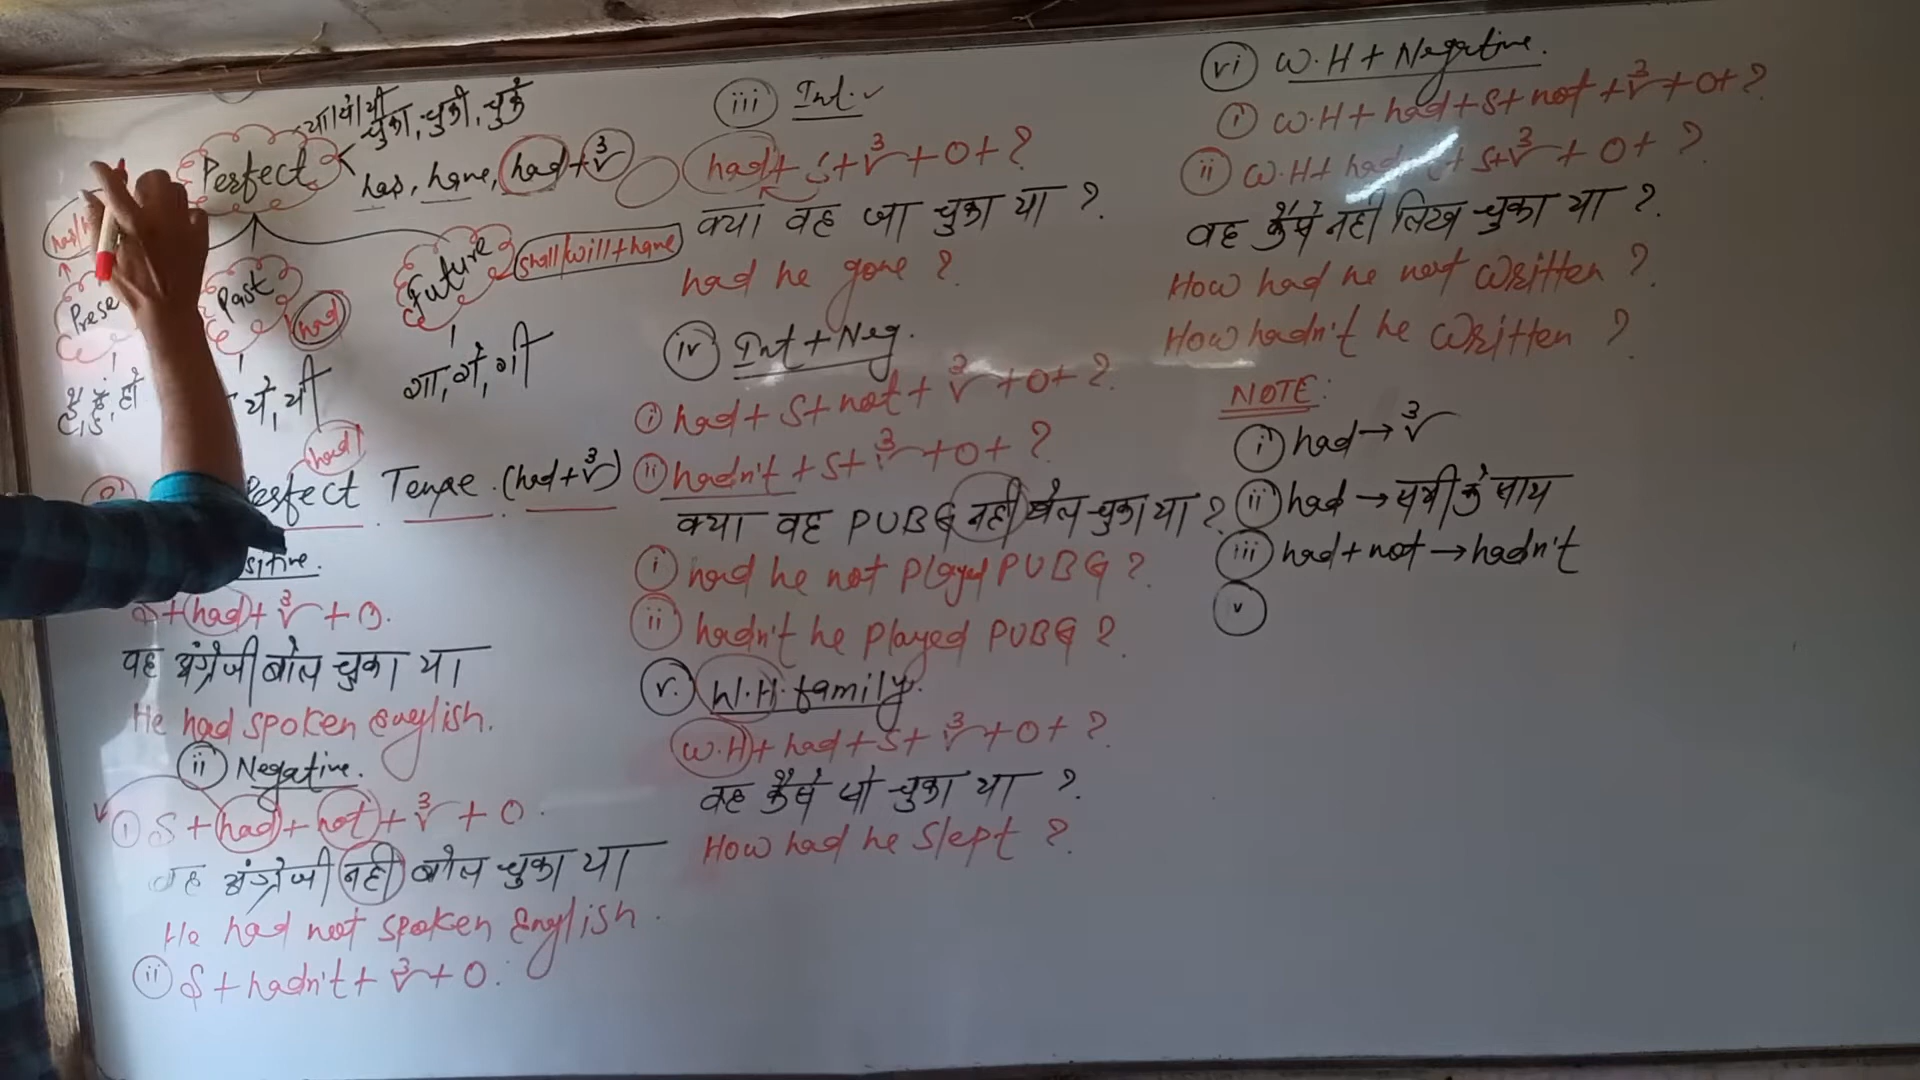 या।ये।यी
चुका, चुकी, चुके
Perfect
has, have, had + V3
Past
had
Future
shall/will+have
है, हैं, हो
ये, यी
गा, गे, गी
had
Perfect Tense. (had+V3)
S+had+V3+O.
वह अंग्रेजी बोल चुका या
He had spoken English.
ii Negative.
i S+had+not+V3+O.
वह अंग्रेजी नही बोल चुका या
He had not spoken English.
ii S+hadn't+V3+O.
iii Int.
had+S+V3+O+?
क्या वह जा चुका या ?
had he gone ?
iv Int+Neg.
i had+S+not+V3+O+?
ii hadn't+S+V3+O+?
क्या वह PUBG नही खेल चुका या ?
i had he not Played PUBG ?
ii hadn't he Played PUBG ?
v. W.H. family.
W.H+had+S+V3+O+?
वह कैसे सो चुका या ?
How had he Slept ?
vi W.H+Negative.
i W.H+had+S+not+V3+O+?
ii W.H+ S+V3+O+?
वह कैसे नही लिख चुका या ?
How had he not written ?
How hadn't he written ?
NOTE:
i had→V3
ii had→सभी के साय
iii had+not→hadn't
v